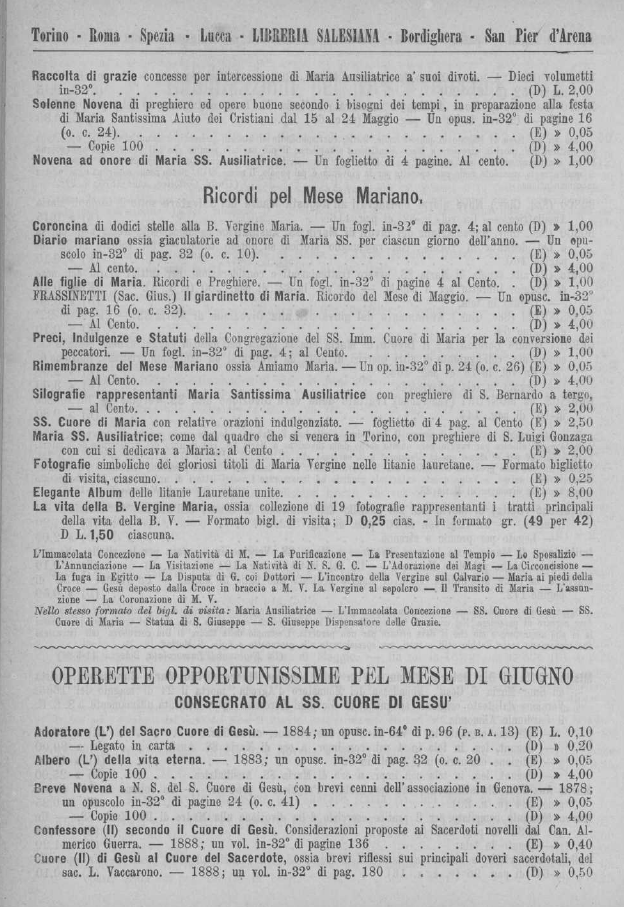 Torino - Roma - Spezia - Lucca - LIBRERIA SALESIANA - Bordighera - San Pier d'Arena
Raccolta di grazie concesse per intercessione di Maria Ausiliatrice a' suoi divoti. — Dieci volumetti
in-32°. . . . . . . . . . . . . . . . . . . . (D) L. 2,00
Solenne Novena di preghiere ed opere buone secondo i bisogni dei tempi, in preparazione alla festa
di Maria Santissima Aiuto dei Cristiani dal 15 al 24 Maggio — Un opus. in-32° di pagine 16
(o. c. 24). . . . . . . . . . . . . . . . . . . (E) » 0,05
— Copie 100 . . . . . . . . . . . . . . . . . (D) » 4,00
Novena ad onore di Maria SS. Ausiliatrice. — Un foglietto di 4 pagine. Al cento. (D) » 1,00
Ricordi pel Mese Mariano.
Coroncina di dodici stelle alla B. Vergine Maria. — Un fogl. in-32° di pag. 4; al cento (D) » 1,00
Diario mariano ossia giaculatorie ad onore di Maria SS. per ciascun giorno dell'anno. — Un opu-
scolo in-32° di pag. 32 (o. c. 10). . . . . . . . . . . . (E) » 0,05
— Al cento. . . . . . . . . . . . . . . . . . (D) » 4,00
Alle figlie di Maria. Ricordi e Preghiere. — Un fogl. in-32° di pagine 4 al Cento. . (D) » 1,00
FRASSINETTI (Sac. Gius.) Il giardinetto di Maria. Ricordo del Mese di Maggio. — Un opusc. in-32°
di pag. 16 (o. c. 32). . . . . . . . . . . . . . . . (E) » 0,05
— Al Cento. . . . . . . . . . . . . . . . . . (D) » 4,00
Preci, Indulgenze e Statuti della Congregazione del SS. Imm. Cuore di Maria per la conversione dei
peccatori. — Un fogl. in-32° di pag. 4; al Cento. . . . . . . . (D) » 1,00
Rimembranze del Mese Mariano ossia Amiamo Maria. — Un op. in-32° di p. 24 (o. c. 26) (E) » 0,05
— Al Cento. . . . . . . . . . . . . . . . . . (D) » 4,00
Silografie rappresentanti Maria Santissima Ausiliatrice con preghiere di S. Bernardo a tergo,
— al Cento. . . . . . . . . . . . . . . . . . (E) » 2,00
SS. Cuore di Maria con relative orazioni indulgenziate. — foglietto di 4 pag. al Cento (E) » 2,50
Maria SS. Ausiliatrice; come dal quadro che si venera in Torino, con preghiere di S. Luigi Gonzaga
con cui si dedicava a Maria: al Cento . . . . . . . . . . . (E) » 2,00
Fotografie simboliche dei gloriosi titoli di Maria Vergine nelle litanie lauretane. — Formato biglietto
di visita, ciascuno. . . . . . . . . . . . . . . . . (E) » 0,25
Elegante Album delle litanie Lauretane unite. . . . . . . . . . . (E) » 8,00
La vita della B. Vergine Maria, ossia collezione di 19 fotografie rappresentanti i tratti principali
della vita della B. V. — Formato bigl. di visita; D 0,25 cias. - In formato gr. (49 per 42)
D L. 1,50 ciascuna.
L'Immacolata Concezione — La Natività di M. — La Purificazione — La Presentazione al Tempio — Lo Sposalizio —
L'Annunciazione — La Visitazione — La Natività di N. S. G. C. — L'Adorazione dei Magi — La Circoncisione —
La fuga in Egitto — La Disputa di G. coi Dottori — L'incontro della Vergine sul Calvario — Maria ai piedi della
Croce — Gesù deposto dalla Croce in braccio a M. V. La Vergine al sepolcro — Il Transito di Maria — L'assun-
zione — La Coronazione di M. V.
Nello stesso formato del bigl. di visita: Maria Ausiliatrice — L'Immacolata Concezione — SS. Cuore di Gesù — SS.
Cuore di Maria — Statua di S. Giuseppe — S. Giuseppe Dispensatore delle Grazie.
OPERETTE OPPORTUNISSIME PEL MESE DI GIUGNO
CONSECRATO AL SS. CUORE DI GESU'
Adoratore (L') del Sacro Cuore di Gesù. — 1884; un opusc. in-64° di p. 96 (P. B. A. 13) (E) L. 0,10
— Legato in carta . . . . . . . . . . . . . . . . (D) » 0,20
Albero (L') della vita eterna. — 1883; un opusc. in-32° di pag. 32 (o. c. 20 . . (E) » 0,05
— Copie 100 . . . . . . . . . . . . . . . . . (D) » 4,00
Breve Novena a N. S. del S. Cuore di Gesù, con brevi cenni dell'associazione in Genova. — 1878;
un opuscolo in-32° di pagine 24 (o. c. 41) . . . . . . . . . . (E) » 0,05
— Copie 100 . . . . . . . . . . . . . . . . . (D) » 4,00
Confessore (Il) secondo il Cuore di Gesù. Considerazioni proposte ai Sacerdoti novelli dal Can. Al-
merico Guerra. — 1888; un vol. in-32° di pagine 136 . . . . . . . (E) » 0,40
Cuore (Il) di Gesù al Cuore del Sacerdote, ossia brevi riflessi sui principali doveri sacerdotali, del
sac. L. Vaccarono. — 1888; un vol. in-32° di pag. 180 . . . . . . (D) » 0,50